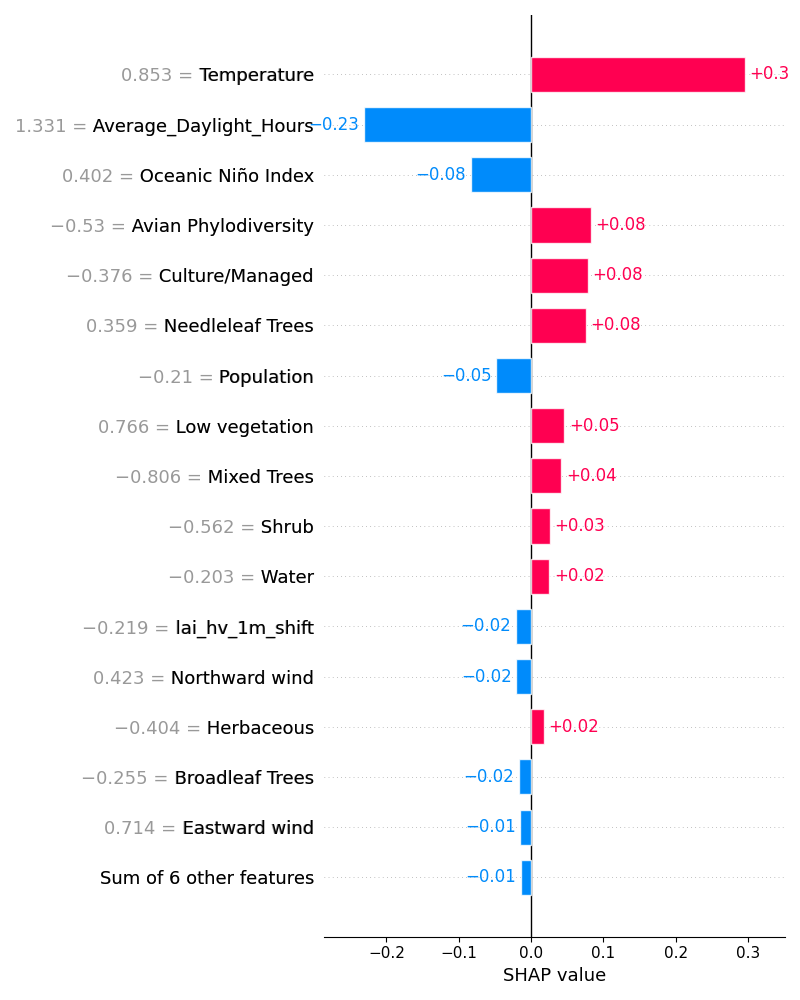 0.853 = Temperature +0.3
1.331 = Average_Daylight_Hours −0.23
0.402 = Oceanic Niño Index −0.08
−0.53 = Avian Phylodiversity +0.08
−0.376 = Culture/Managed +0.08
0.359 = Needleleaf Trees +0.08
−0.21 = Population −0.05
0.766 = Low vegetation +0.05
−0.806 = Mixed Trees +0.04
−0.562 = Shrub +0.03
−0.203 = Water +0.02
−0.219 = lai_hv_1m_shift −0.02
0.423 = Northward wind −0.02
−0.404 = Herbaceous +0.02
−0.255 = Broadleaf Trees −0.02
0.714 = Eastward wind −0.01
Sum of 6 other features −0.01
−0.2 −0.1 0.0 0.1 0.2 0.3
SHAP value